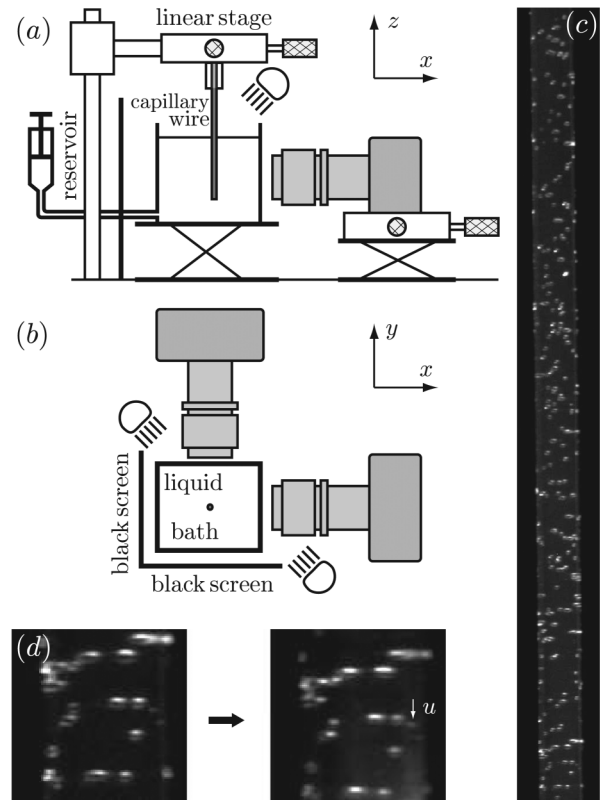 (a)
linear stage
z
x
capillary
wire
reservoir
(b)
y
x
liquid
bath
black screen
black screen
(c)
(d)
u